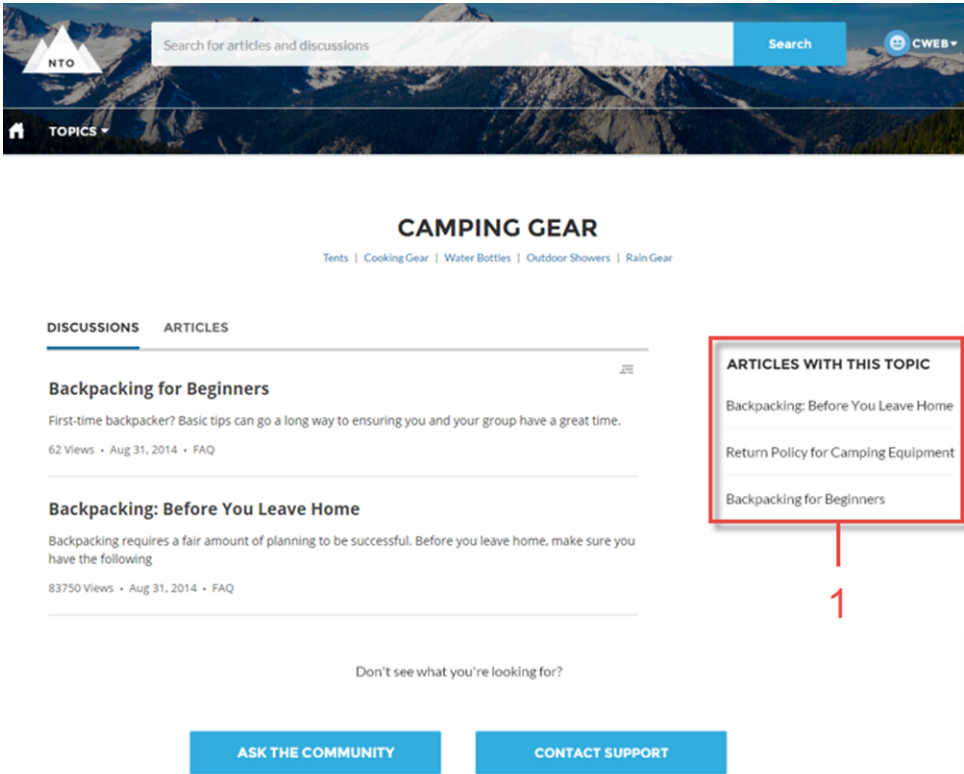 NTO
Search for articles and discussions
Search
CWEB
TOPICS
CAMPING GEAR
Tents | Cooking Gear | Water Bottles | Outdoor Showers | Rain Gear
DISCUSSIONS ARTICLES
Backpacking for Beginners
First-time backpacker? Basic tips can go a long way to ensuring you and your group have a great time.
62 Views • Aug 31, 2014 • FAQ
Backpacking: Before You Leave Home
Backpacking requires a fair amount of planning to be successful. Before you leave home, make sure you
have the following
83750 Views • Aug 31, 2014 • FAQ
ARTICLES WITH THIS TOPIC
Backpacking: Before You Leave Home
Return Policy for Camping Equipment
Backpacking for Beginners
1
Don't see what you're looking for?
ASK THE COMMUNITY
CONTACT SUPPORT